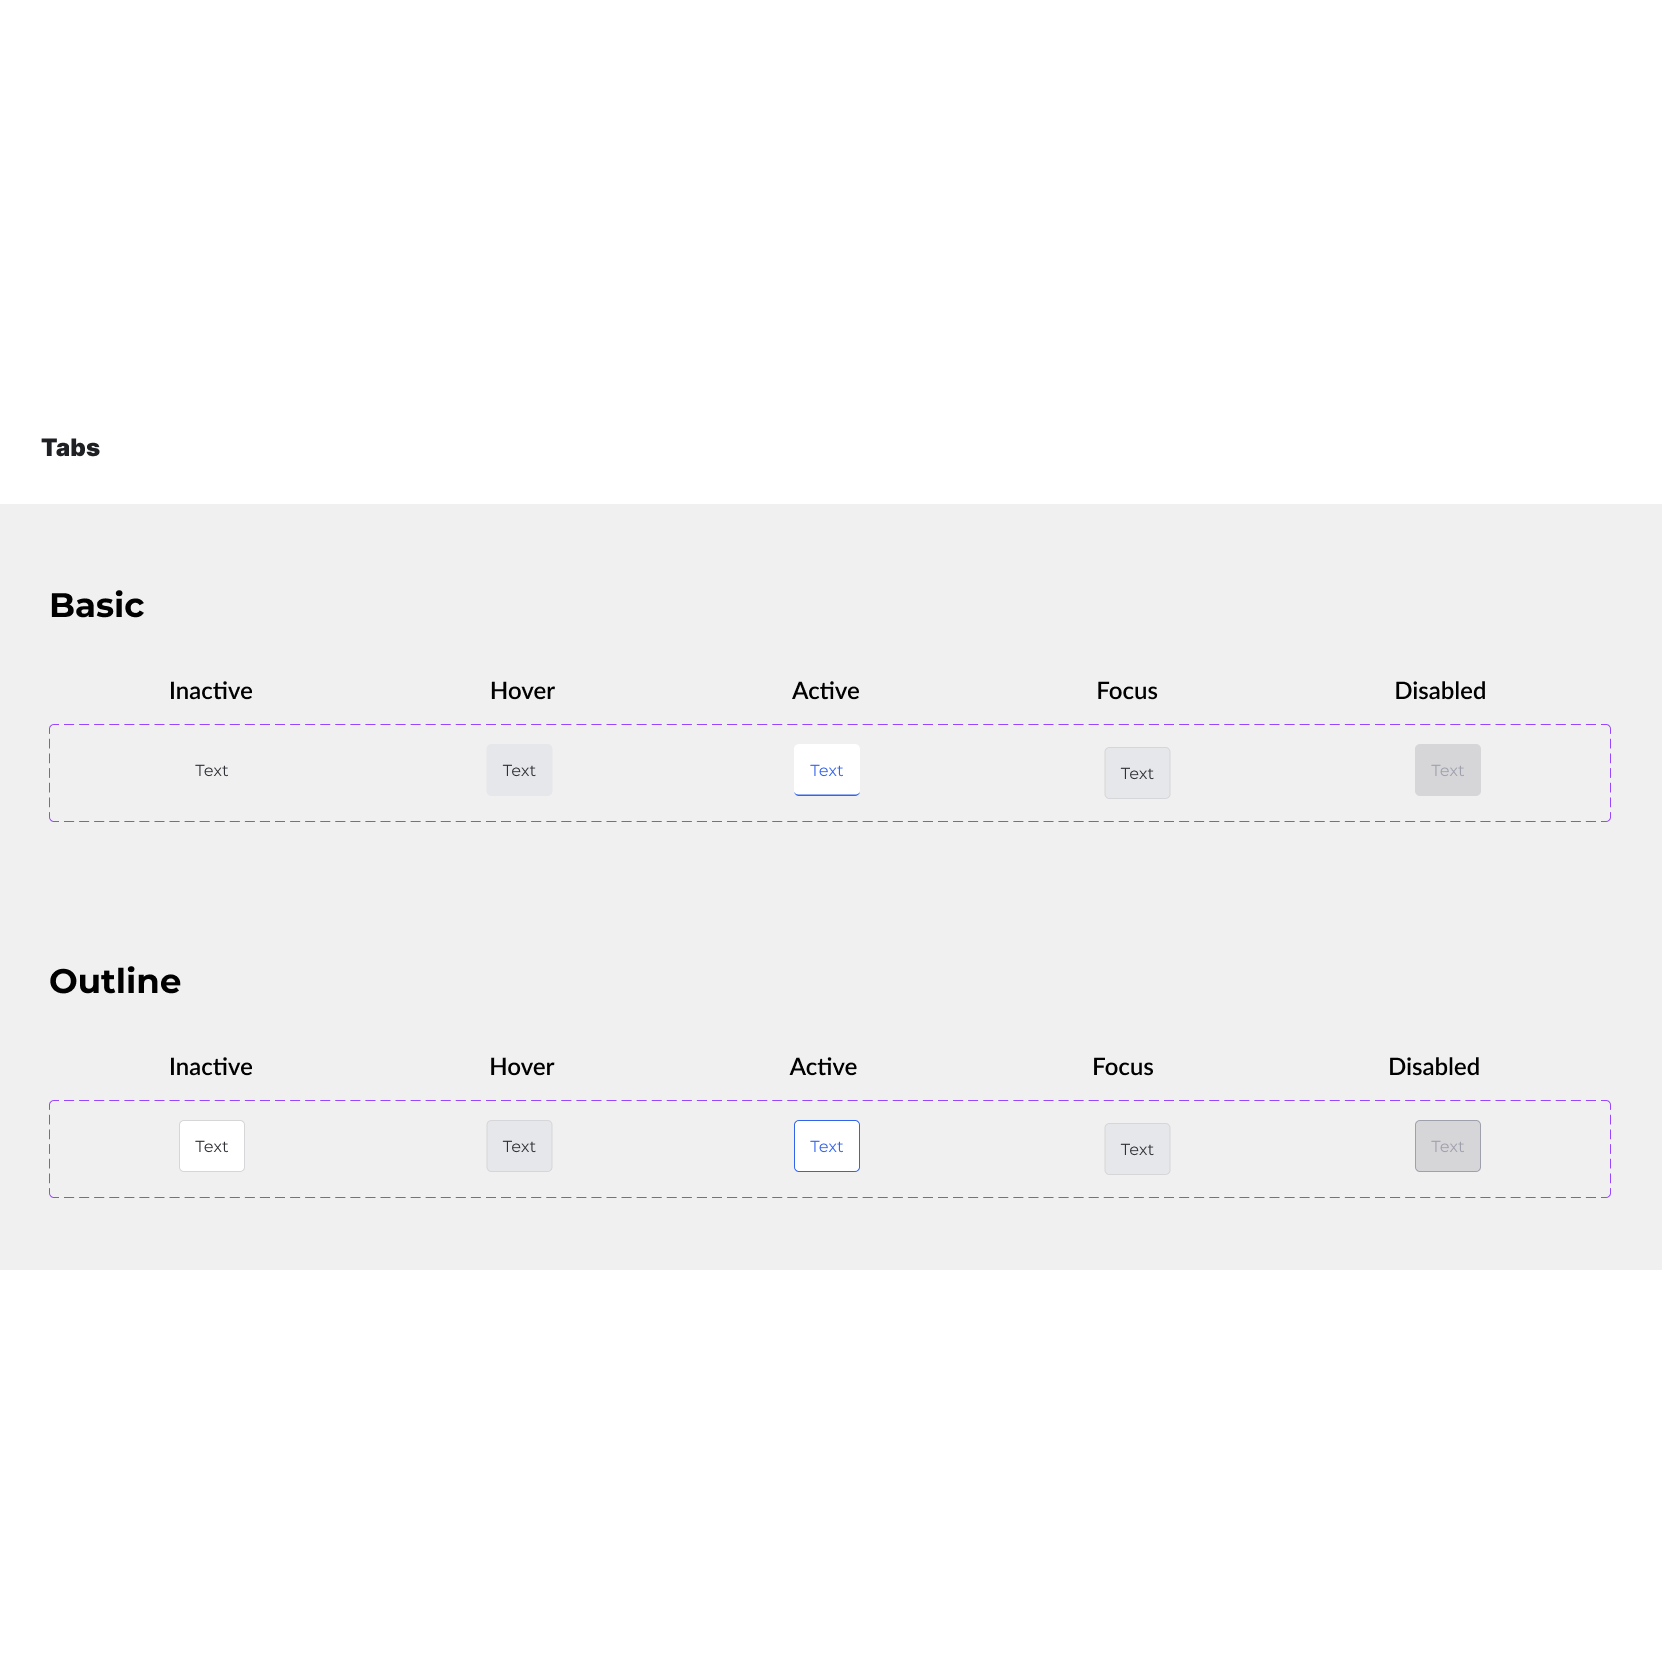 Tabs
Basic
Inactive Hover Active Focus Disabled
Text Text Text Text Text
Outline
Inactive Hover Active Focus Disabled
Text Text Text Text Text